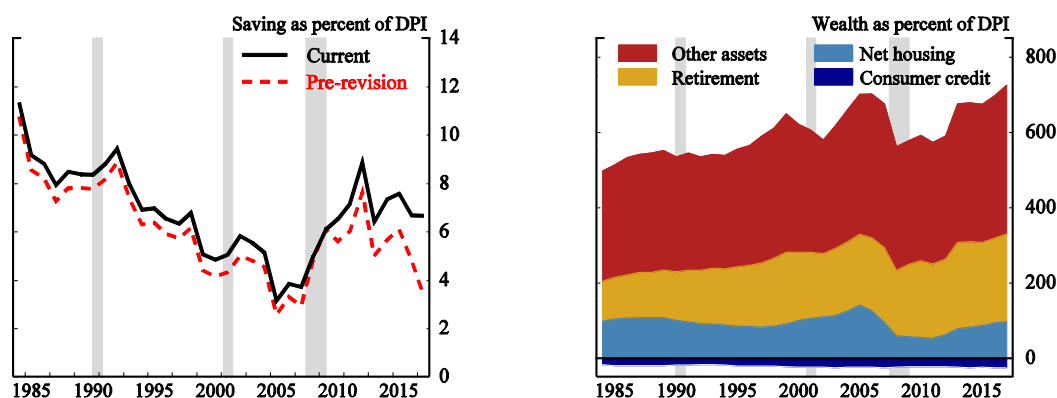 Saving as percent of DPI
Current
Pre-revision
14
12
10
8
6
4
2
0
1985 1990 1995 2000 2005 2010 2015
Wealth as percent of DPI
Other assets
Retirement
Net housing
Consumer credit
800
600
400
200
0
1985 1990 1995 2000 2005 2010 2015